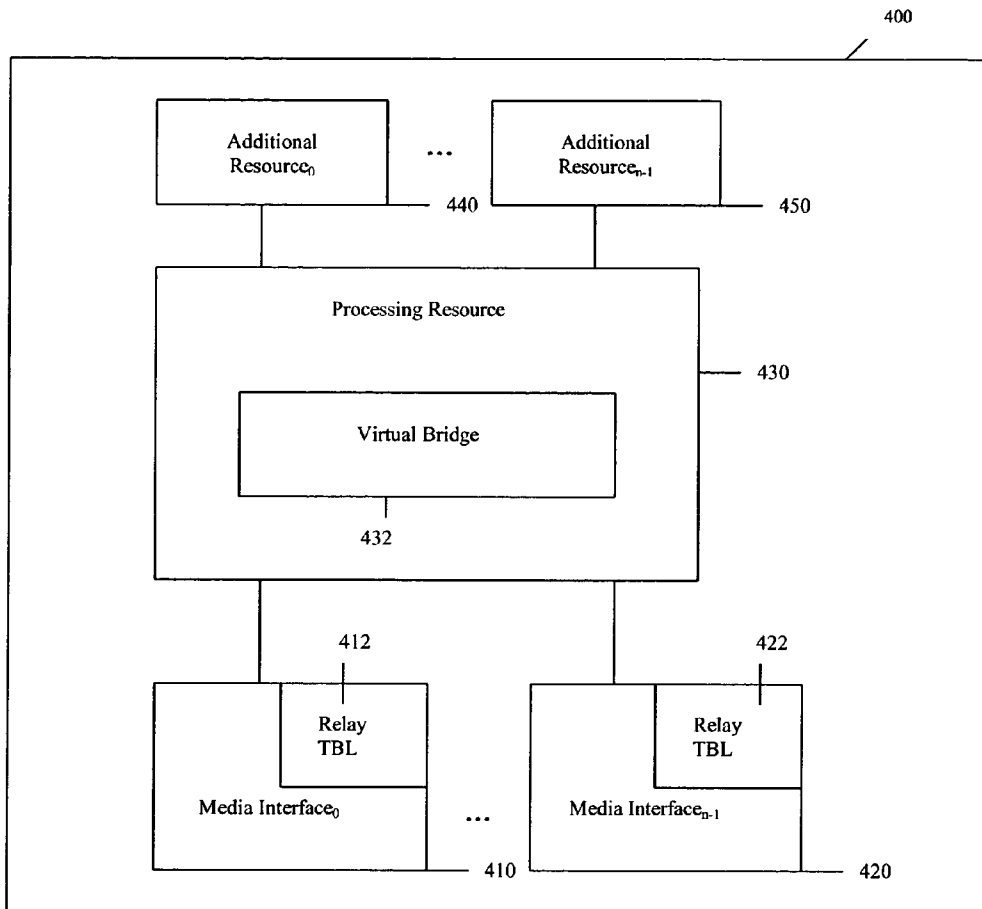 400
Additional
Resource0
...
Additional
Resourcen-1
440
450
Processing Resource
430
Virtual Bridge
432
412
422
Relay
TBL
Relay
TBL
Media Interface0
...
Media Interfacen-1
410
420